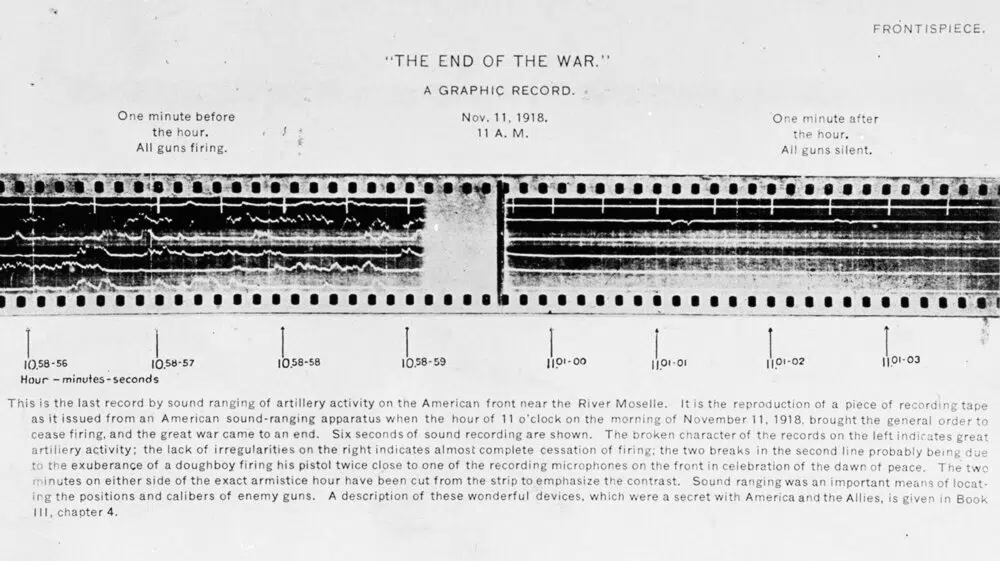 FRONTISPIECE.
"THE END OF THE WAR."
A GRAPHIC RECORD.
One minute before
the hour.
All guns firing.
Nov. 11, 1918.
11 A. M.
One minute after
the hour.
All guns silent.
10,58-56
10,58-57
10,58-58
10,58-59
11,01-00
11,01-01
11,01-02
11,01-03
Hour - minutes - seconds
This is the last record by sound ranging of artillery activity on the American front near the River Moselle. It is the reproduction of a piece of recording tape
as it issued from an American sound-ranging apparatus when the hour of 11 o'clock on the morning of November 11, 1918, brought the general order to
cease firing, and the great war came to an end. Six seconds of sound recording are shown. The broken character of the records on the left indicates great
artillery activity; the lack of irregularities on the right indicates almost complete cessation of firing; the two breaks in the second line probably being due
to the exuberance of a doughboy firing his pistol twice close to one of the recording microphones on the front in celebration of the dawn of peace. The two
minutes on either side of the exact armistice hour have been cut from the strip to emphasize the contrast. Sound ranging was an important means of locat-
ing the positions and calibers of enemy guns. A description of these wonderful devices, which were a secret with America and the Allies, is given in Book
III, chapter 4.